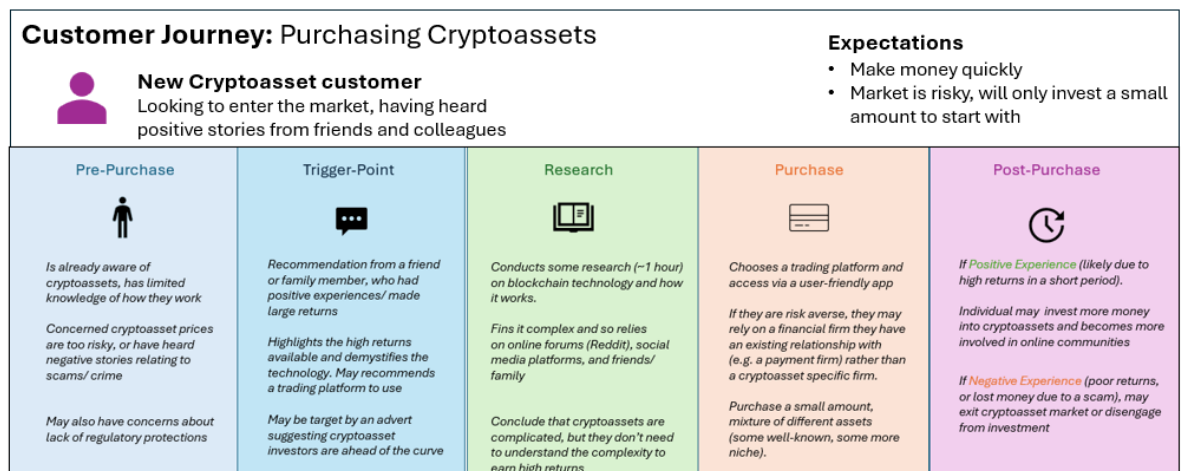 Customer Journey: Purchasing Cryptoassets
New Cryptoasset customer
Looking to enter the market, having heard
positive stories from friends and colleagues
Expectations
• Make money quickly
• Market is risky, will only invest a small
amount to start with
Pre-Purchase
Is already aware of
cryptoassets, has limited
knowledge of how they work
Concerned cryptoasset prices
are too risky, or have heard
negative stories relating to
scams/ crime
May also have concerns about
lack of regulatory protections
Trigger-Point
Recommendation from a friend
or family member, who had
positive experiences/ made
large returns
Highlights the high returns
available and demystifies the
technology. May recommends
a trading platform to use
May be target by an advert
suggesting cryptoasset
investors are ahead of the curve
Research
Conducts some research (~1 hour)
on blockchain technology and how
it works.
Fins it complex and so relies
on online forums (Reddit), social
media platforms, and friends/
family
Conclude that cryptoassets are
complicated, but they don't need
to understand the complexity to
earn high returns
Purchase
Chooses a trading platform and
access via a user-friendly app
If they are risk averse, they may
rely on a financial firm they have
an existing relationship with
(e.g. a payment firm) rather than
a cryptoasset specific firm.
Purchase a small amount,
mixture of different assets
(some well-known, some more
niche).
Post-Purchase
If Positive Experience (likely due to
high returns in a short period).
Individual may invest more money
into cryptoassets and becomes more
involved in online communities
If Negative Experience (poor returns,
or lost money due to a scam), may
exit cryptoasset market or disengage
from investment